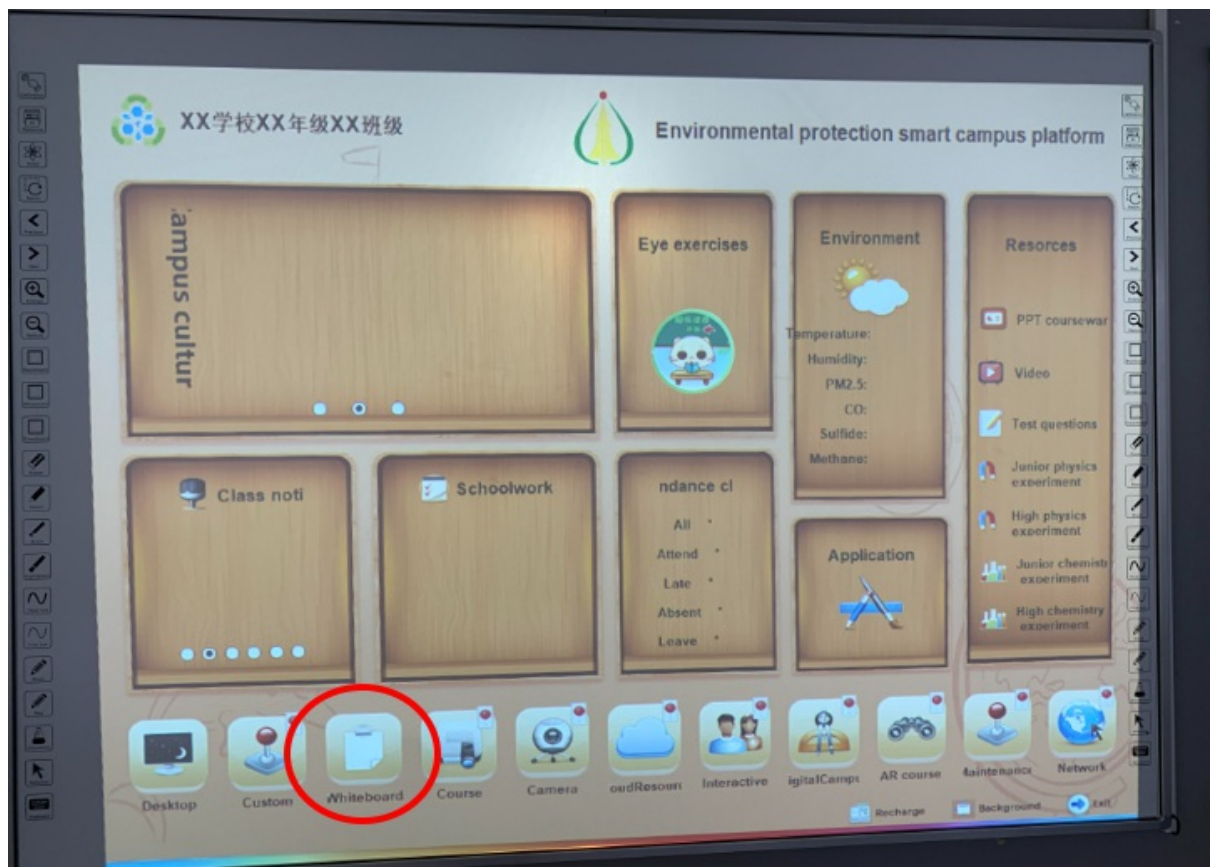 XX学校XX年级XX班级
Environmental protection smart campus platform
ampus cultur
Eye exercises
Environment
Temperature:
Humidity:
PM2.5:
CO:
Sulfide:
Methane:
Resorces
PPT coursewar
Video
Test questions
Junior physics
experiment
High physics
experiment
Junior chemistr
experiment
High chemistry
experiment
Class noti
Schoolwork
ndance cl
All
Attend
Late
Absent
Leave
Application
Desktop
Custom
Whiteboard
Course
Camera
oudResourc
Interactive
igitalCampu
AR course
Maintenance
Network
Recharge
Background
Exit